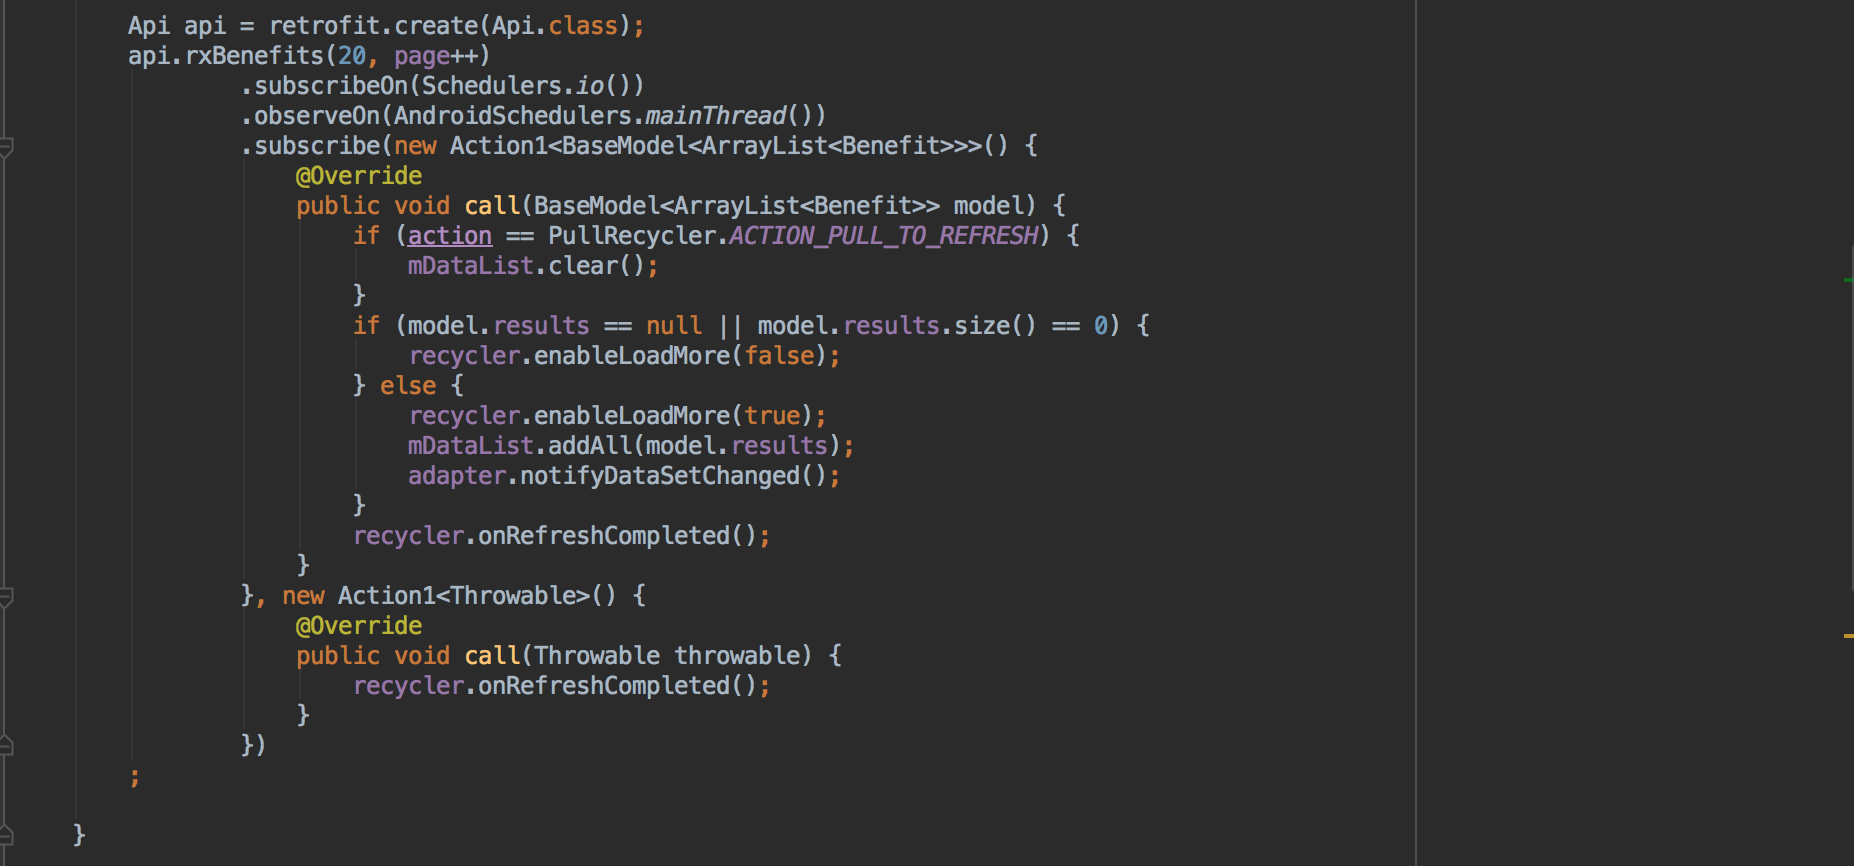 Api api = retrofit.create(Api.class);
api.rxBenefits(20, page++)
.subscribeOn(Schedulers.io())
.observeOn(AndroidSchedulers.mainThread())
.subscribe(new Action1<BaseModel<ArrayList<Benefit>>>() {
@Override
public void call(BaseModel<ArrayList<Benefit>> model) {
if (action == PullRecycler.ACTION_PULL_TO_REFRESH) {
mDataList.clear();
}
if (model.results == null || model.results.size() == 0) {
recycler.enableLoadMore(false);
} else {
recycler.enableLoadMore(true);
mDataList.addAll(model.results);
adapter.notifyDataSetChanged();
}
recycler.onRefreshCompleted();
}
}, new Action1<Throwable>() {
@Override
public void call(Throwable throwable) {
recycler.onRefreshCompleted();
}
})
;
}